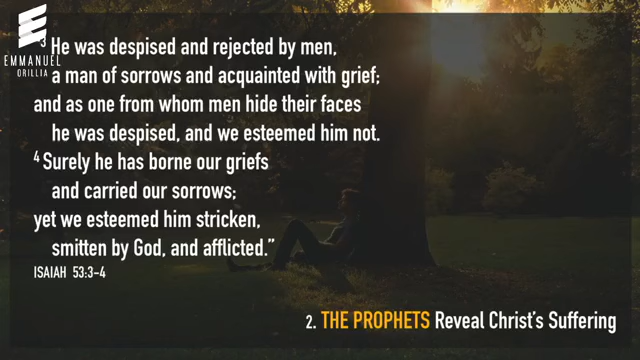 EMMANUEL
ORILLIA
3 He was despised and rejected by men,
a man of sorrows and acquainted with grief;
and as one from whom men hide their faces
he was despised, and we esteemed him not.
4 Surely he has borne our griefs
and carried our sorrows;
yet we esteemed him stricken,
smitten by God, and afflicted.”
ISAIAH 53:3–4
2. THE PROPHETS Reveal Christ’s Suffering